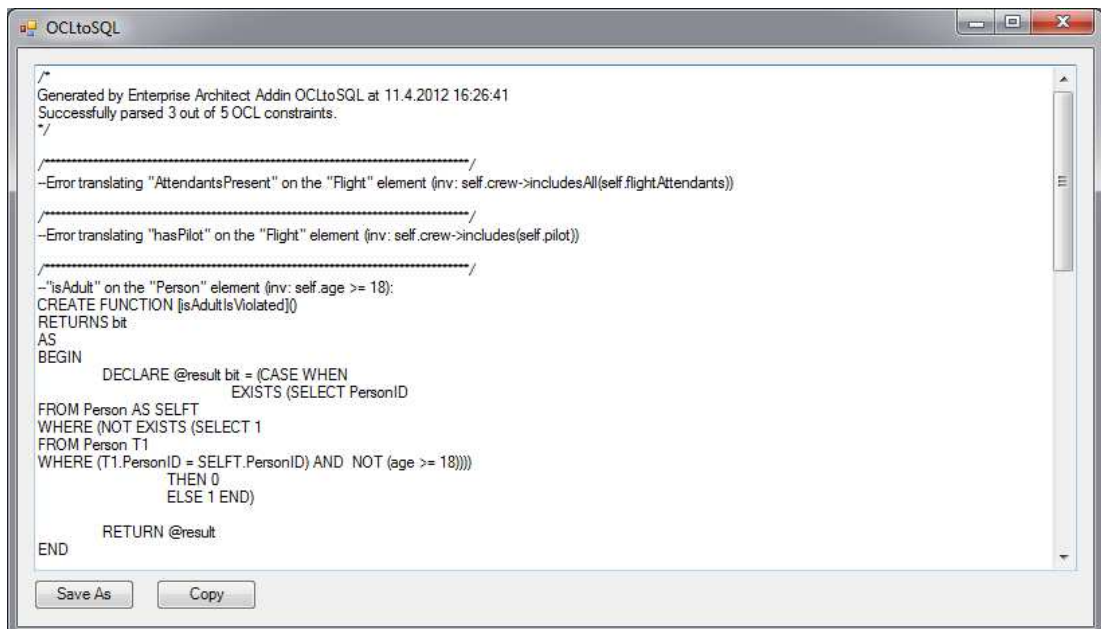 OCLtoSQL
/*
Generated by Enterprise Architect Addin OCLtoSQL at 11.4.2012 16:26:41
Successfully parsed 3 out of 5 OCL constraints.
*/
/*******************************************************************************/
--Error translating "AttendantsPresent" on the "Flight" element (inv: self.crew->includesAll(self.flightAttendants))
/*******************************************************************************/
--Error translating "hasPilot" on the "Flight" element (inv: self.crew->includes(self.pilot))
/*******************************************************************************/
--"isAdult" on the "Person" element (inv: self.age >= 18):
CREATE FUNCTION [isAdultIsViolated]()
RETURNS bit
AS
BEGIN
DECLARE @result bit = (CASE WHEN
EXISTS (SELECT PersonID
FROM Person AS SELFT
WHERE (NOT EXISTS (SELECT 1
FROM Person T1
WHERE (T1.PersonID = SELFT.PersonID) AND  NOT (age >= 18))))
THEN 0
ELSE 1 END)
RETURN @result
END
Save As
Copy